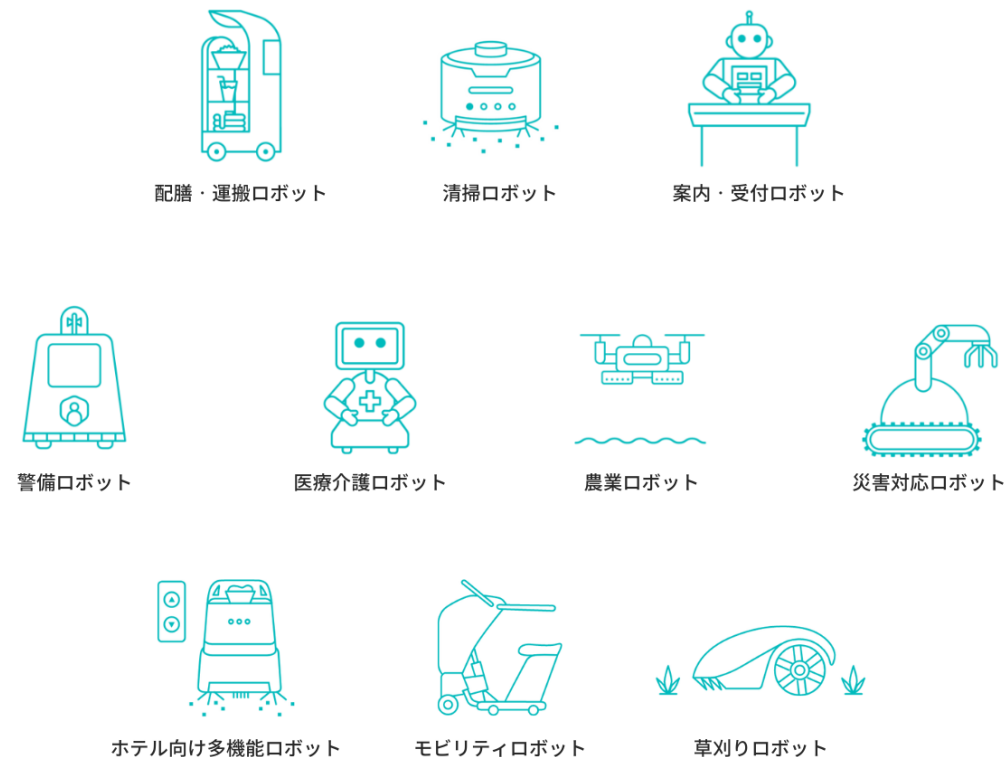 配膳・運搬ロボット
清掃ロボット
案内・受付ロボット
警備ロボット
医療介護ロボット
農業ロボット
災害対応ロボット
ホテル向け多機能ロボット
モビリティロボット
草刈りロボット